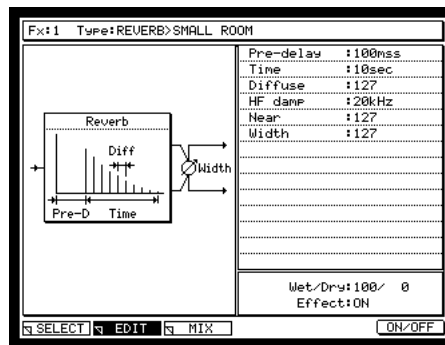 Fx:1 Type:REVERB>SMALL ROOM
Reverb
Diff
Width
Pre-D Time
Pre-delay :100mss
Time :10sec
Diffuse :127
HF damp :20kHz
Near :127
Width :127
Wet/Dry:100/ 0
Effect:ON
SELECT EDIT MIX ON/OFF